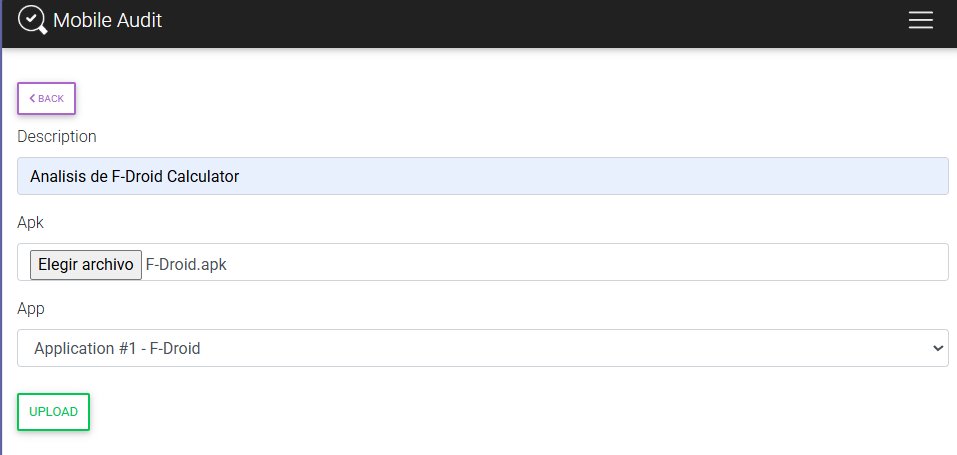 Mobile Audit
BACK
Description
Analisis de F-Droid Calculator
Apk
Elegir archivo F-Droid.apk
App
Application #1 - F-Droid
UPLOAD